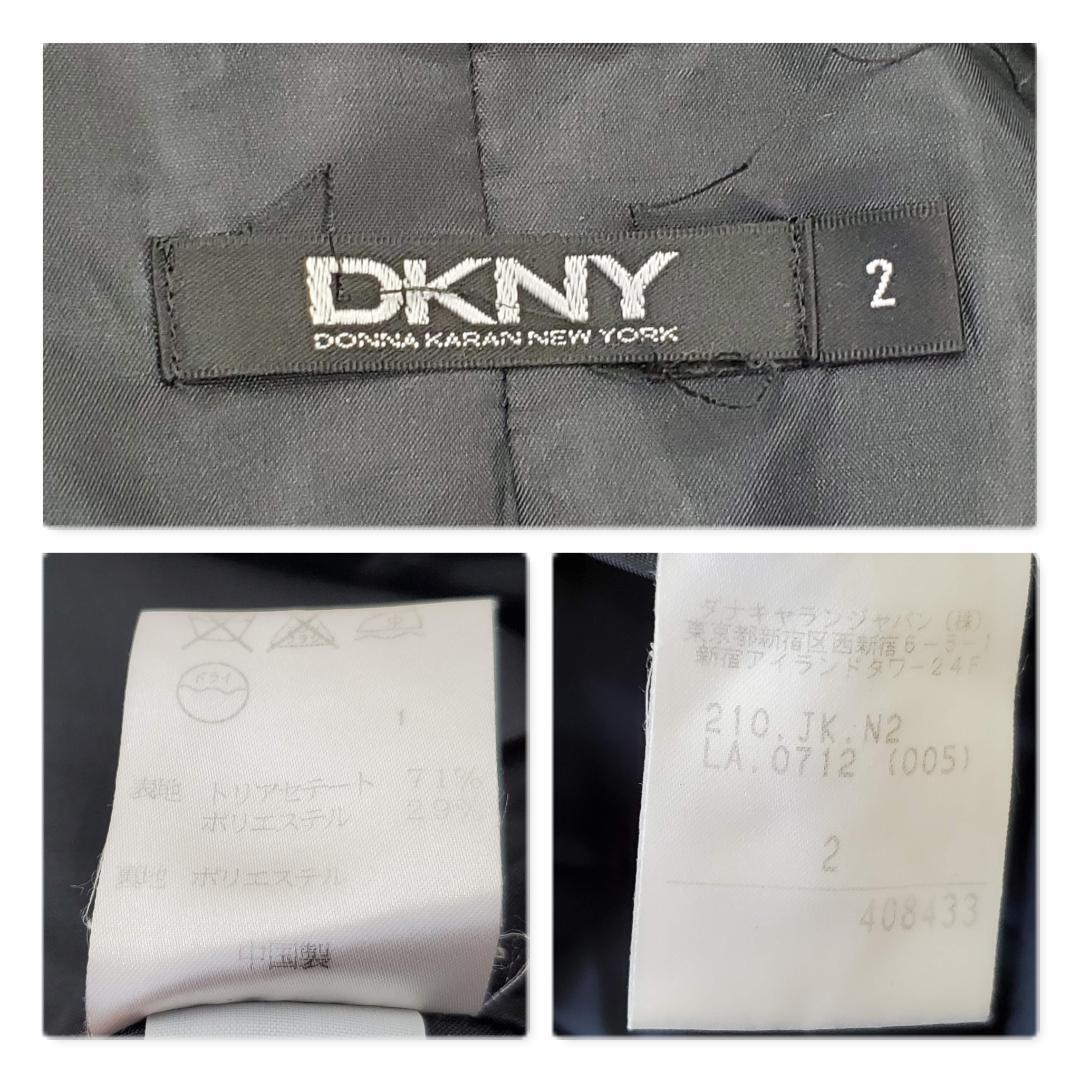 DKNY
DONNA KARAN NEW YORK
2
ドライ
表地 トリアセテート 71%
ポリエステル 29%
裏地 ポリエステル
中国製
ダナキャランジャパン(株)
東京都新宿区西新宿6-5-1
新宿アイランドタワー24F
210.JK.N2
LA.0712 (005)
2
408433